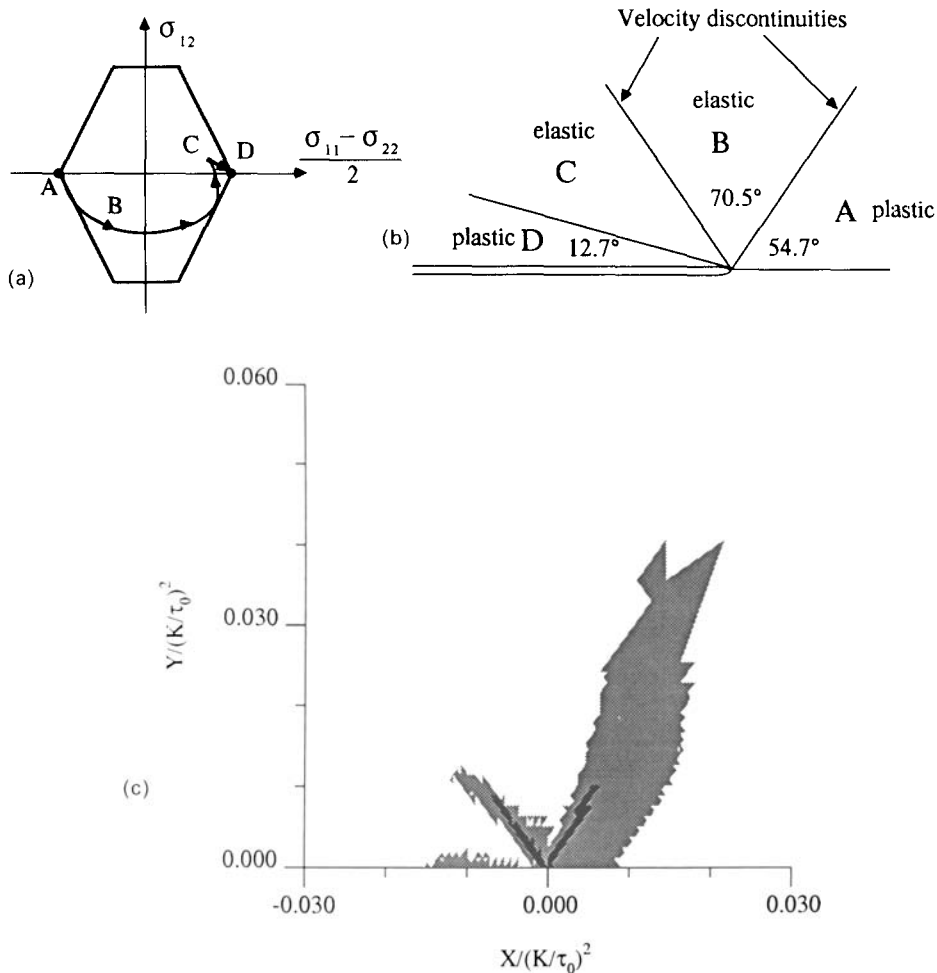 σ₁₂
σ₁₁ − σ₂₂
2
A
B
C
D
(a)
Velocity discontinuities
elastic
B
elastic
C
70.5°
A plastic
plastic D 12.7°
54.7°
(b)
0.060
0.030
0.000
Y/(K/τ₀)²
(c)
-0.030
0.000
0.030
X/(K/τ₀)²